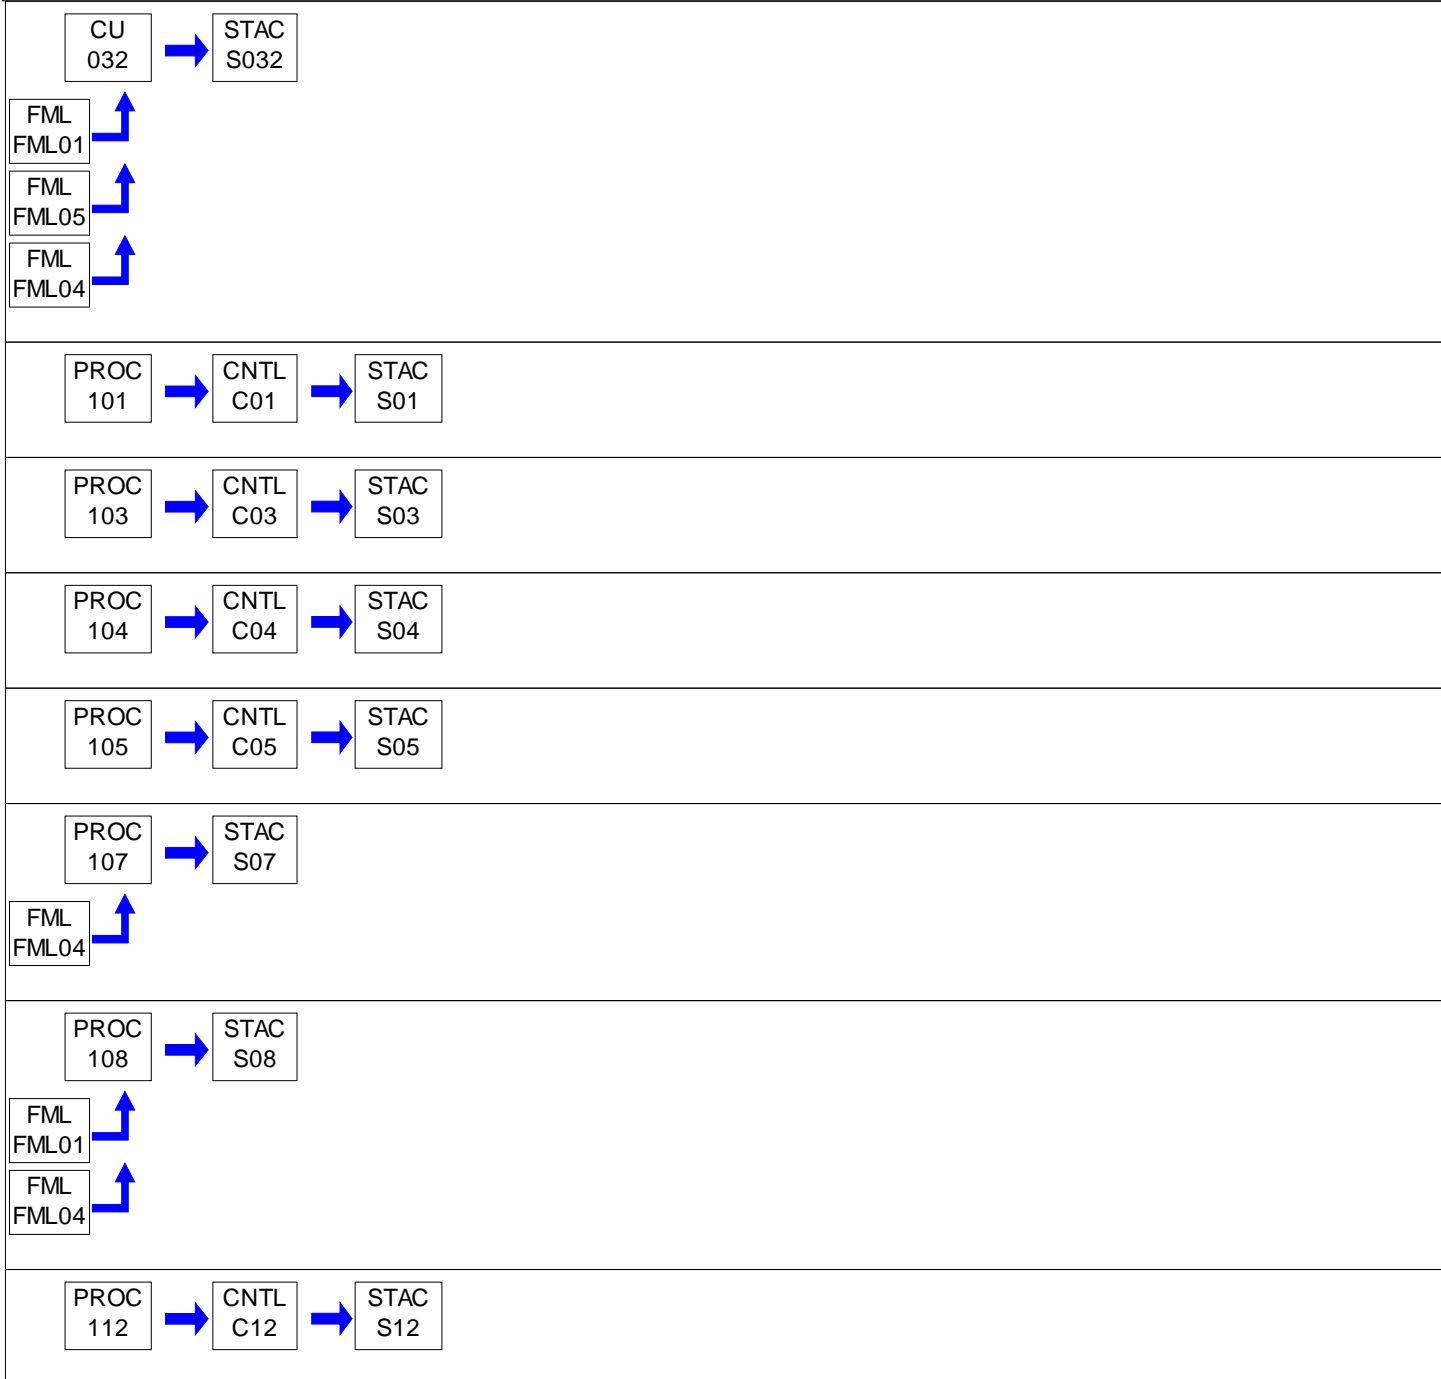 CU
032
STAC
S032
FML
FML01
FML
FML05
FML
FML04
PROC
101
CNTL
C01
STAC
S01
PROC
103
CNTL
C03
STAC
S03
PROC
104
CNTL
C04
STAC
S04
PROC
105
CNTL
C05
STAC
S05
PROC
107
STAC
S07
FML
FML04
PROC
108
STAC
S08
FML
FML01
FML
FML04
PROC
112
CNTL
C12
STAC
S12